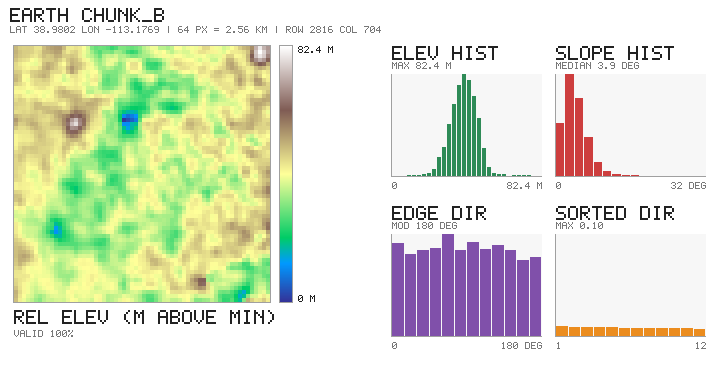 EARTH CHUNK_B
LAT 38.9802 LON -113.1769 | 64 PX = 2.56 KM | ROW 2816 COL 704
82.4 M
0 M
REL ELEV (M ABOVE MIN)
VALID 100%
ELEV HIST
MAX 82.4 M
0 82.4 M
SLOPE HIST
MEDIAN 3.9 DEG
0 32 DEG
EDGE DIR
MOD 180 DEG
0 180 DEG
SORTED DIR
MAX 0.10
1 12